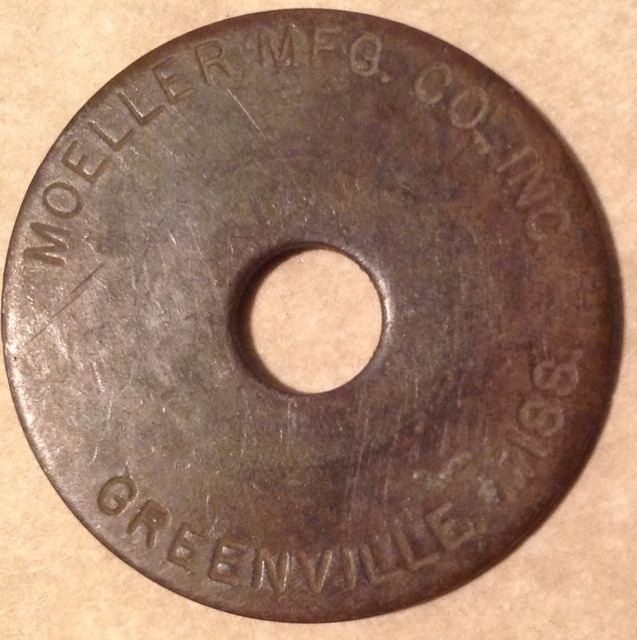 MOELLER MFG. CO., INC.
GREENVILLE, MISS.